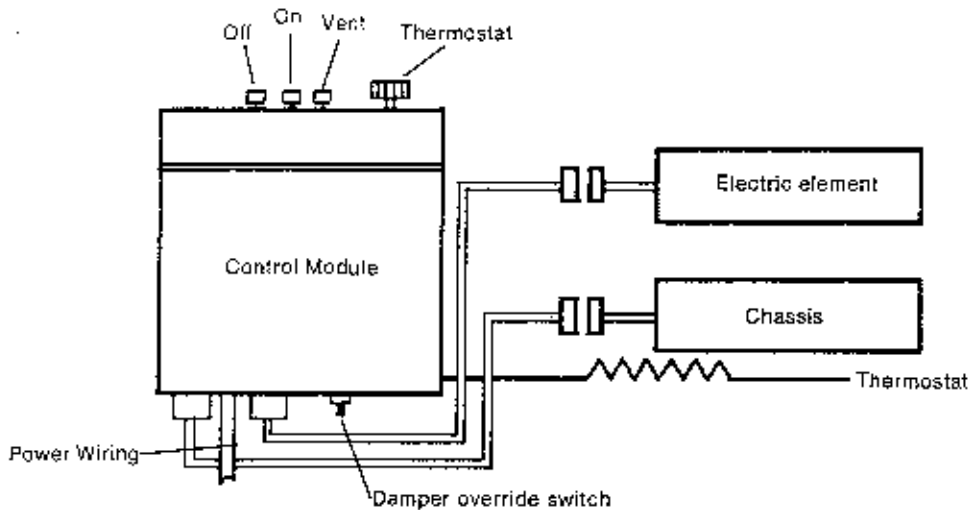 On
Off
Vent
Thermostat
Electric element
Control Module
Chassis
Thermostat
Power Wiring
Damper override switch